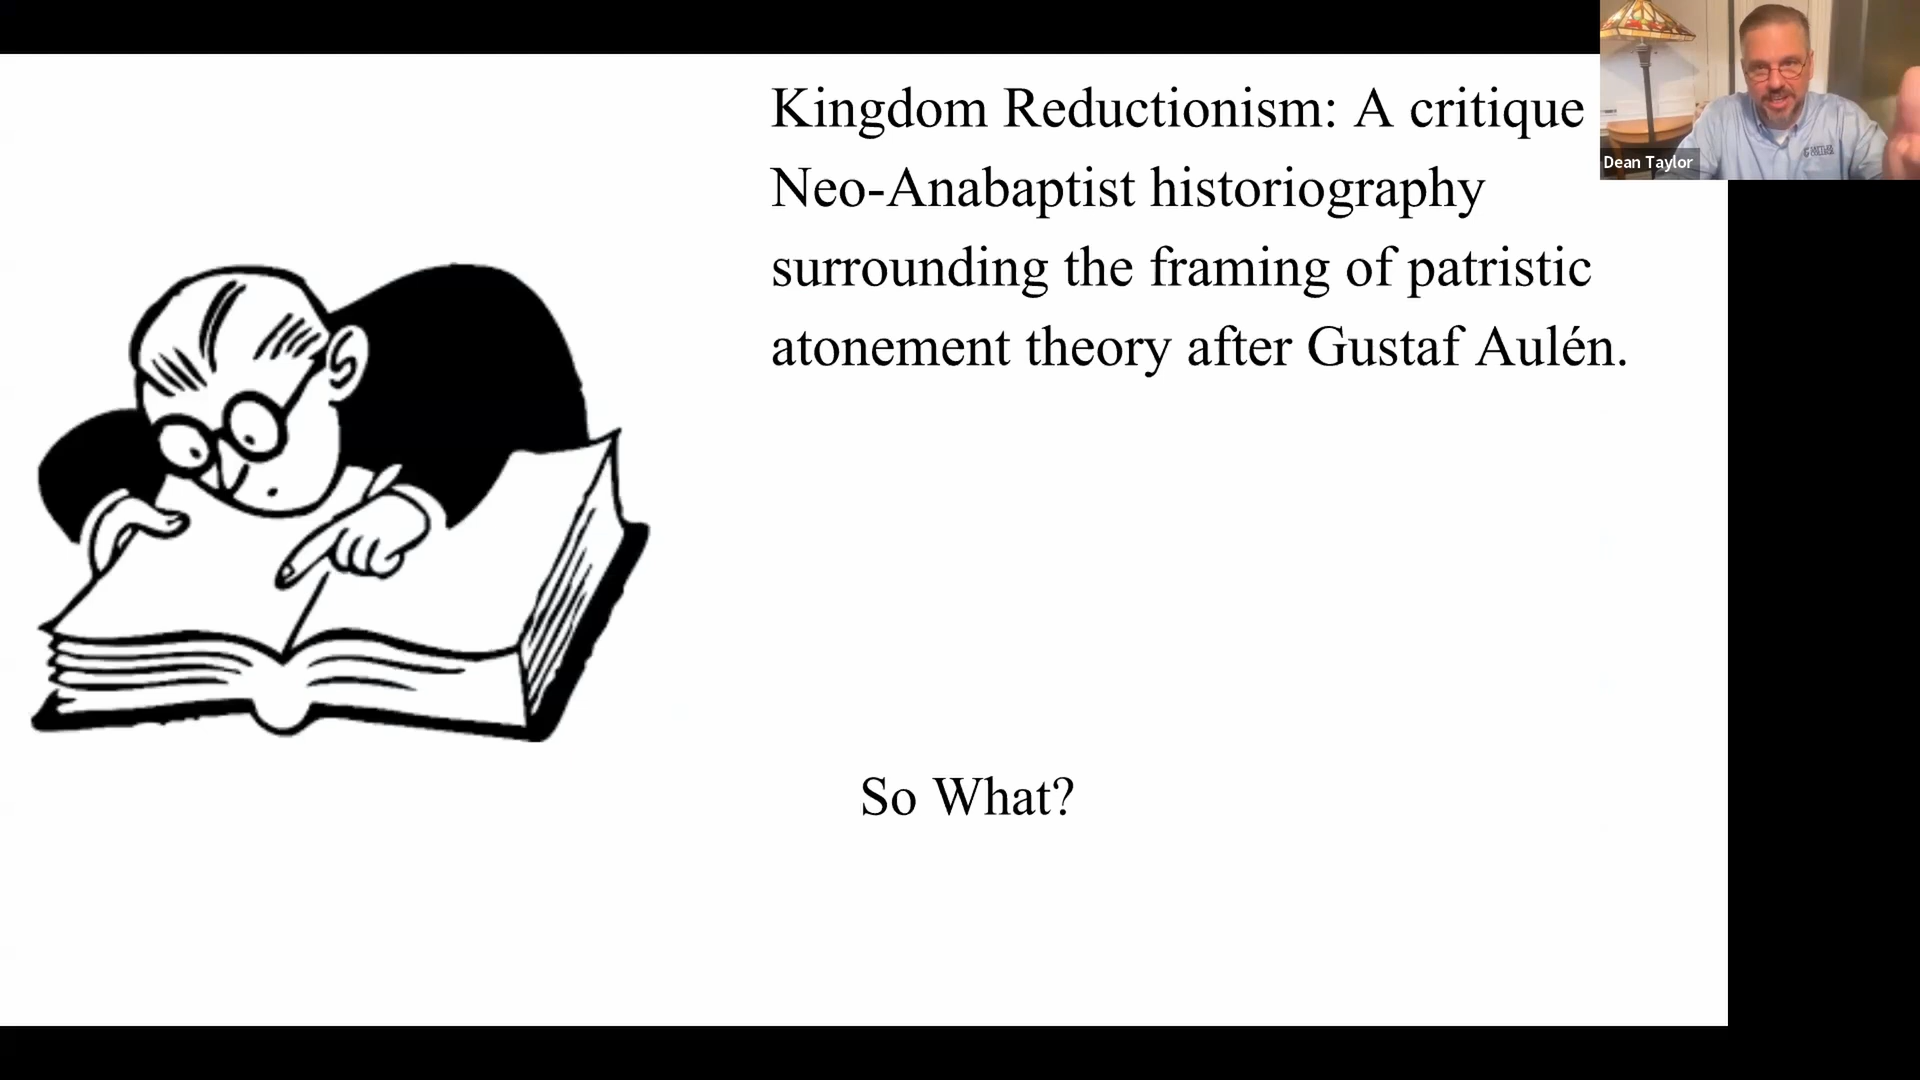 Kingdom Reductionism: A critique
Neo-Anabaptist historiography
surrounding the framing of patristic
atonement theory after Gustaf Aulén.
So What?
Dean Taylor